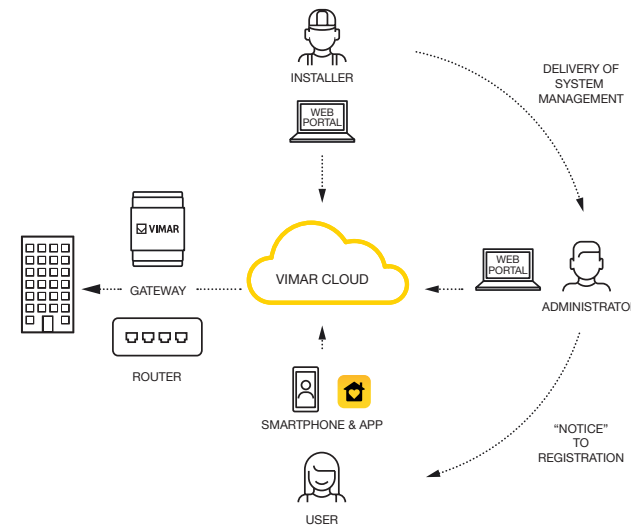 INSTALLER
WEB
PORTAL
DELIVERY OF
SYSTEM
MANAGEMENT
VIMAR
GATEWAY
ROUTER
VIMAR CLOUD
WEB
PORTAL
ADMINISTRATOR
SMARTPHONE & APP
USER
“NOTICE”
TO
REGISTRATION